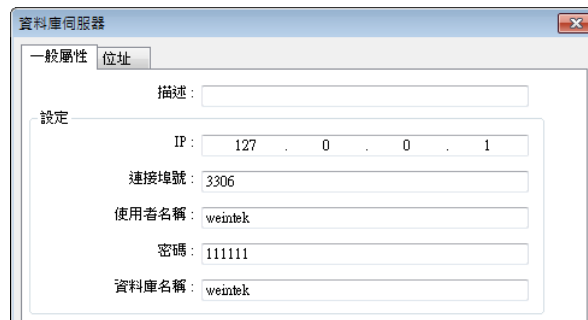 資料庫伺服器
一般屬性 位址
描述：
設定
IP： 127 . 0 . 0 . 1
連接埠號： 3306
使用者名稱： weintek
密碼： 111111
資料庫名稱： weintek